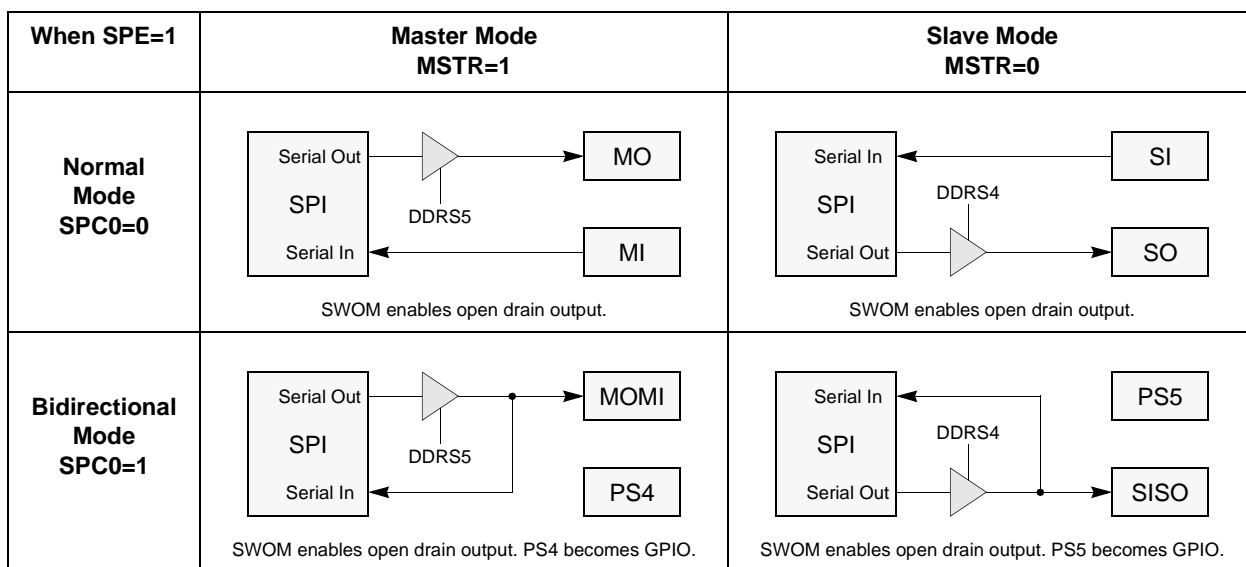 When SPE=1
Master Mode
MSTR=1
Slave Mode
MSTR=0
Normal
Mode
SPC0=0
Serial Out
SPI
Serial In
DDRS5
MO
MI
SWOM enables open drain output.
Serial In
SPI
Serial Out
DDRS4
SI
SO
SWOM enables open drain output.
Bidirectional
Mode
SPC0=1
Serial Out
SPI
Serial In
DDRS5
MOMI
PS4
SWOM enables open drain output. PS4 becomes GPIO.
Serial In
SPI
Serial Out
DDRS4
PS5
SISO
SWOM enables open drain output. PS5 becomes GPIO.